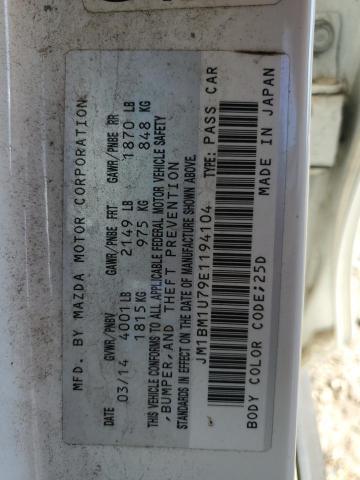 MFD. BY MAZDA MOTOR CORPORATION
GVWR/PNBV GAWR/PNBE FRT GAWR/PNBE RR
DATE
03/14 4001 LB 2149 LB 1870 LB
1815 KG 975 KG 848 KG
THIS VEHICLE CONFORMS TO ALL APPLICABLE FEDERAL MOTOR VEHICLE SAFETY
,BUMPER,AND THEFT PREVENTION
STANDARDS IN EFFECT ON THE DATE OF MANUFACTURE SHOWN ABOVE.
JM1BM1U79E1194104 TYPE: PASS CAR
BODY COLOR CODE;25D MADE IN JAPAN